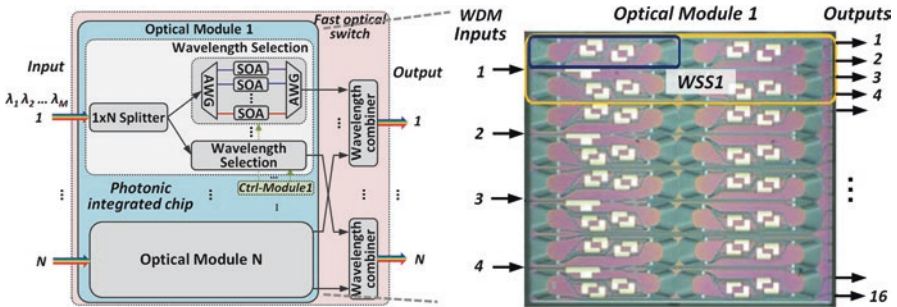 Optical Module 1
Fast optical
switch
Wavelength Selection
AWG
SOA
SOA
SOA
AWG
Input
λ1 λ2 ... λM
1
1xN Splitter
Wavelength
Selection
Ctrl-Module1
Photonic
integrated chip
N
Optical Module N
Output
Wavelength
combiner
1
Wavelength
combiner
N
WDM
Inputs
Optical Module 1
Outputs
1
2
3
4
WSS1
1
2
3
4
16